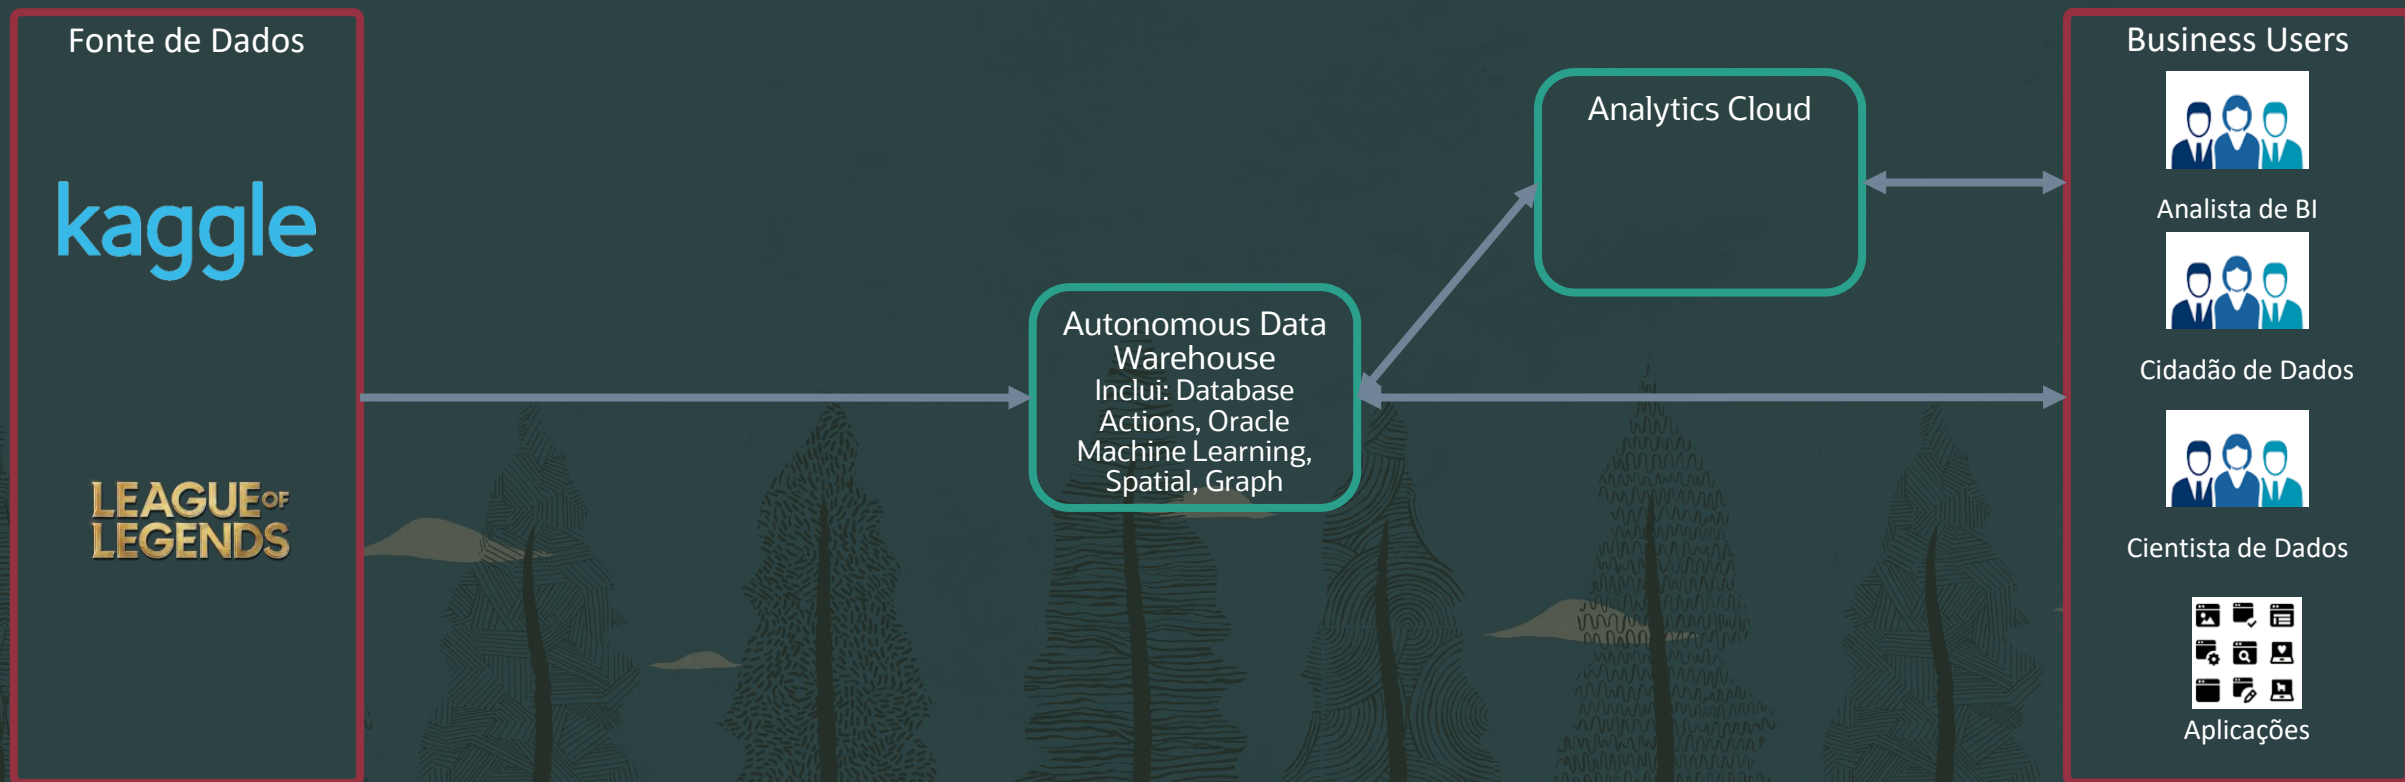 Fonte de Dados
kaggle
LEAGUE OF
LEGENDS
Autonomous Data
Warehouse
Inclui: Database
Actions, Oracle
Machine Learning,
Spatial, Graph
Analytics Cloud
Business Users
Analista de BI
Cidadão de Dados
Cientista de Dados
Aplicações